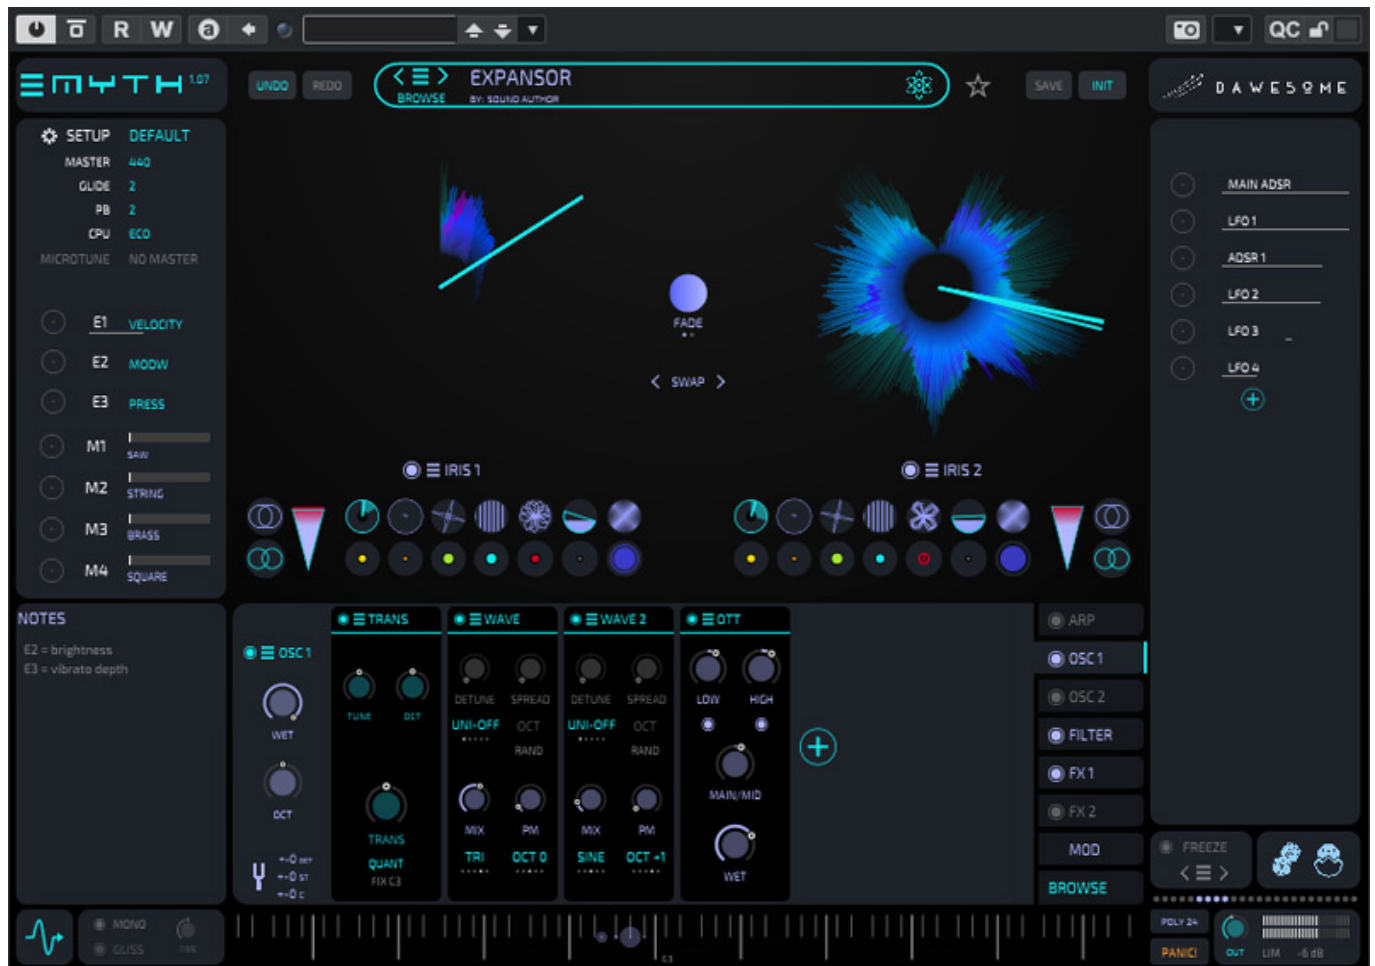 R W a QC
MYTH 1.07
UNDO REDO
BROWSE
EXPANSOR
BY: SOUND AUTHOR
SAVE INIT
DAWESOME
SETUP DEFAULT
MASTER 440
GLIDE 2
PB 2
CPU ECO
MICROTUNE NO MASTER
E1 VELOCITY
E2 MODW
E3 PRESS
M1 SAW
M2 STRING
M3 BRASS
M4 SQUARE
FADE
< SWAP >
IRIS 1
IRIS 2
MAIN ADSR
LFO 1
ADSR 1
LFO 2
LFO 3
LFO 4
NOTES
E2 = brightness
E3 = vibrato depth
OSC 1
WET
OCT
+-0 ST
+-0 C
TRANS
TUNE OCT
TRANS
QUANT
FIX C3
WAVE
DETUNE SPREAD
UNI-OFF OCT
RAND
MIX PM
TRI OCT 0
WAVE 2
DETUNE SPREAD
UNI-OFF OCT
RAND
MIX PM
SINE OCT +1
OTT
LOW HIGH
MAIN/MID
WET
ARP
OSC 1
OSC 2
FILTER
FX 1
FX 2
MOD
BROWSE
FREEZE
MONO
GLISS
C3
POLY 24
PANIC!
OUT LIM -6 dB